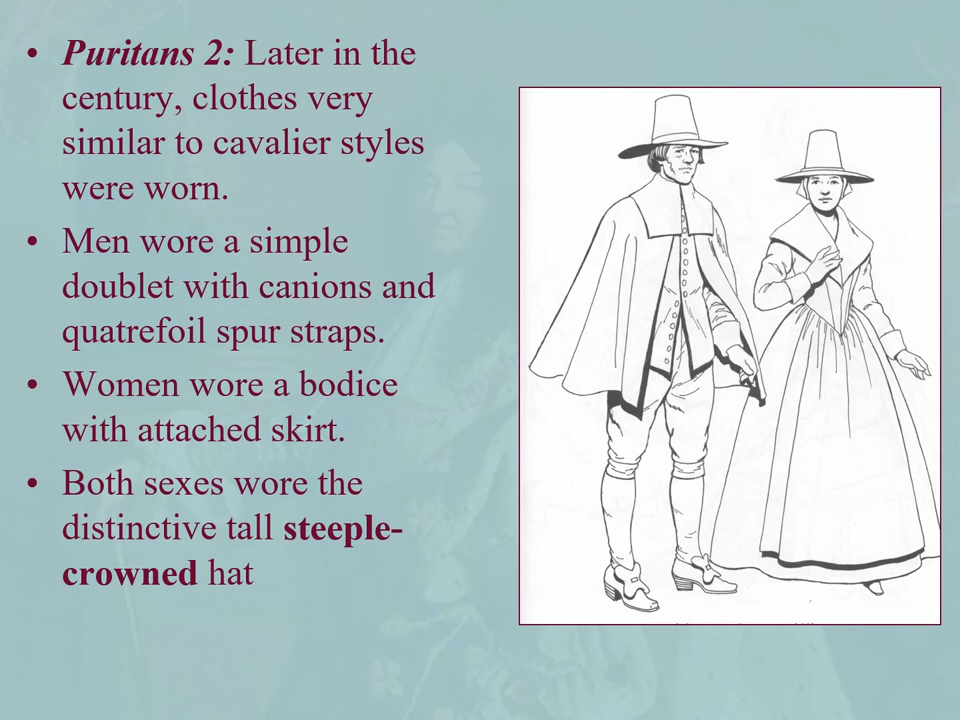 • Puritans 2: Later in the
century, clothes very
similar to cavalier styles
were worn.
• Men wore a simple
doublet with canions and
quatrefoil spur straps.
• Women wore a bodice
with attached skirt.
• Both sexes wore the
distinctive tall steeple-
crowned hat